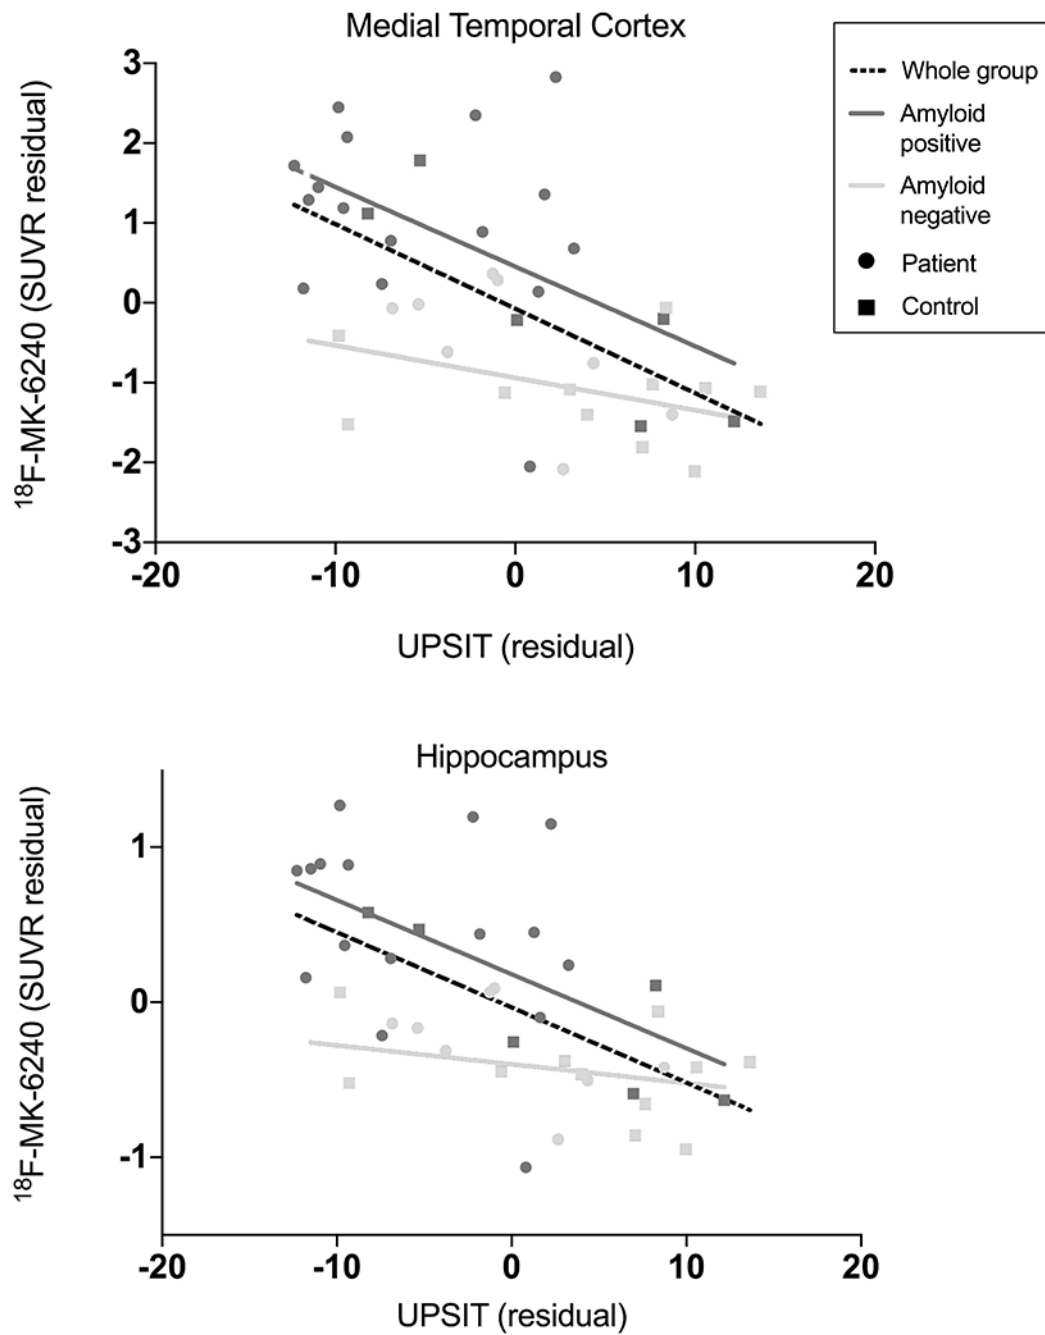 Medial Temporal Cortex
3
2
1
0
-1
-2
-3
-20 -10 0 10 20
¹⁸F-MK-6240 (SUVR residual)
UPSIT (residual)
Whole group
Amyloid
positive
Amyloid
negative
Patient
Control
Hippocampus
1
0
-1
-20 -10 0 10 20
¹⁸F-MK-6240 (SUVR residual)
UPSIT (residual)